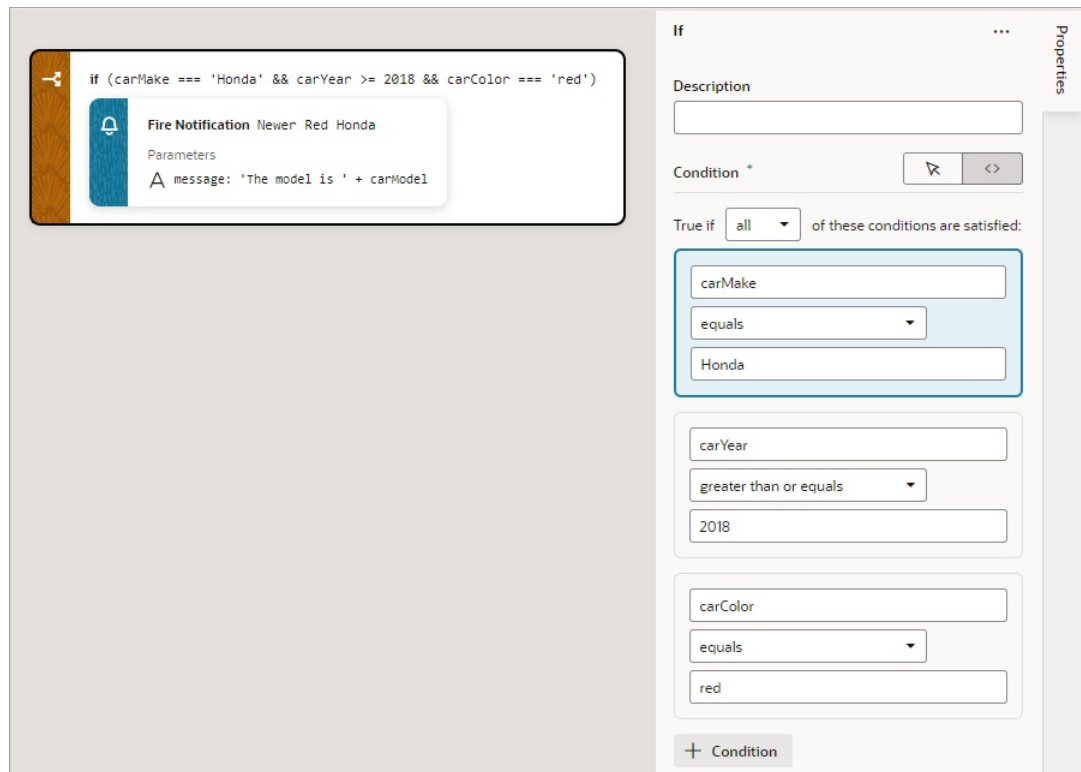 if (carMake === 'Honda' && carYear >= 2018 && carColor === 'red')
Fire Notification Newer Red Honda
Parameters
A message: 'The model is ' + carModel
If
...
Description
Condition *
<>
True if all of these conditions are satisfied:
carMake
equals
Honda
carYear
greater than or equals
2018
carColor
equals
red
+ Condition
Properties